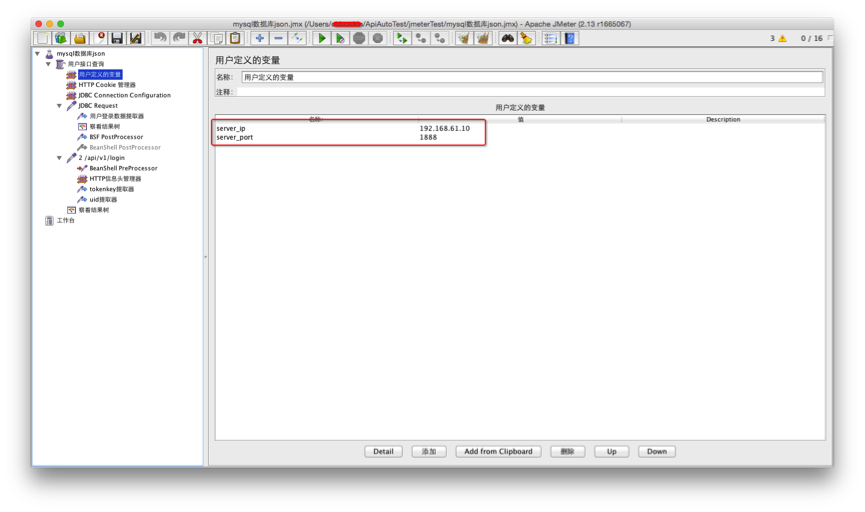 mysql数据库json.jmx (/Users/ /ApiAutoTest/jmeterTest/mysql数据库json.jmx) - Apache JMeter (2.13 r1665067)
3 0 / 16
mysql数据库json
用户接口查询
用户定义的变量
HTTP Cookie 管理器
JDBC Connection Configuration
JDBC Request
用户登录数据提取器
察看结果树
BSF PostProcessor
BeanShell PostProcessor
2 /api/v1/login
BeanShell PreProcessor
HTTP信息头管理器
tokenkey提取器
uid提取器
察看结果树
工作台
用户定义的变量
名称: 用户定义的变量
注释:
用户定义的变量
名称: 值 Description
server_ip 192.168.61.10
server_port 1888
Detail 添加 Add from Clipboard 删除 Up Down